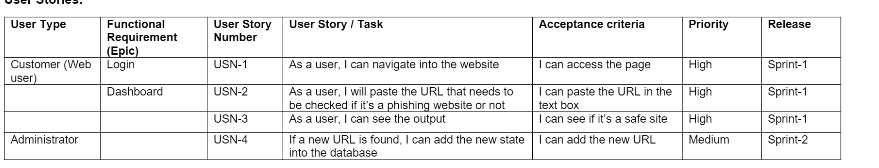 User Stories:
User Type | Functional Requirement (Epic) | User Story Number | User Story / Task | Acceptance criteria | Priority | Release
Customer (Web user) | Login | USN-1 | As a user, I can navigate into the website | I can access the page | High | Sprint-1
Dashboard | USN-2 | As a user, I will paste the URL that needs to be checked if it's a phishing website or not | I can paste the URL in the text box | High | Sprint-1
USN-3 | As a user, I can see the output | I can see if it's a safe site | High | Sprint-1
Administrator | USN-4 | If a new URL is found, I can add the new state into the database | I can add the new URL | Medium | Sprint-2